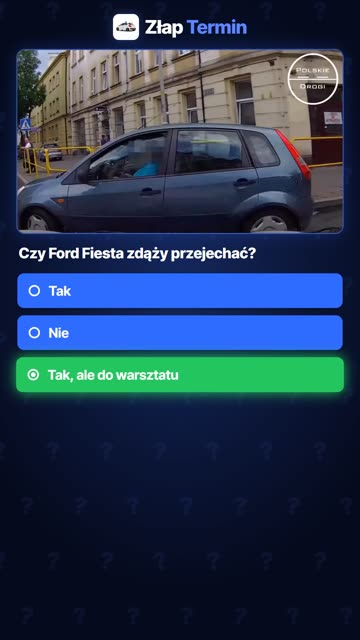 Złap Termin
POLSKIE
DROGI
Czy Ford Fiesta zdąży przejechać?
Tak
Nie
Tak, ale do warsztatu